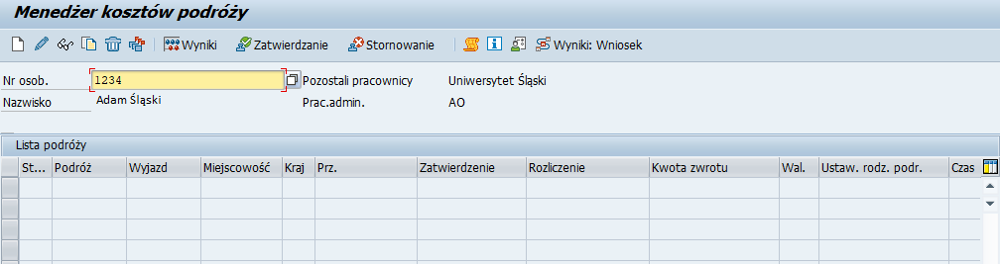 Menedżer kosztów podróży
Wyniki Zatwierdzanie Stornowanie Wyniki: Wniosek
Nr osob. 1234 Pozostali pracownicy Uniwersytet Śląski
Nazwisko Adam Śląski Prac.admin. AO
Lista podróży
St... Podróż Wyjazd Miejscowość Kraj Prz. Zatwierdzenie Rozliczenie Kwota zwrotu Wal. Ustaw. rodz. podr. Czas